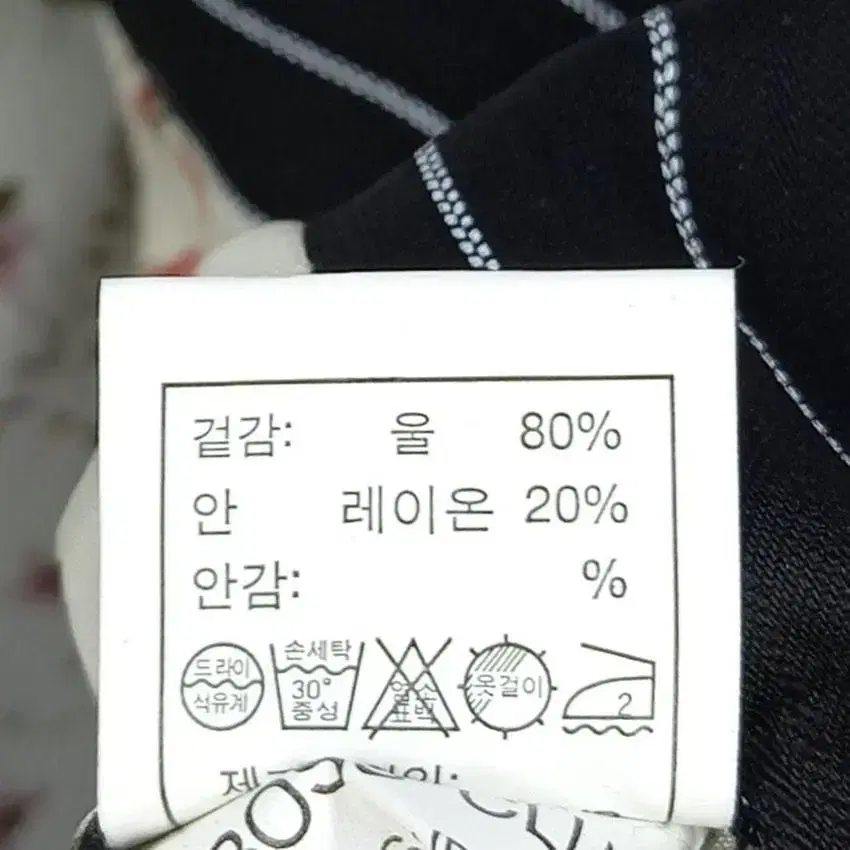 겉감: 울 80%
안 레이온 20%
안감: %
드라이
석유계
손세탁
30°
중성
염소
표백
옷걸이
2